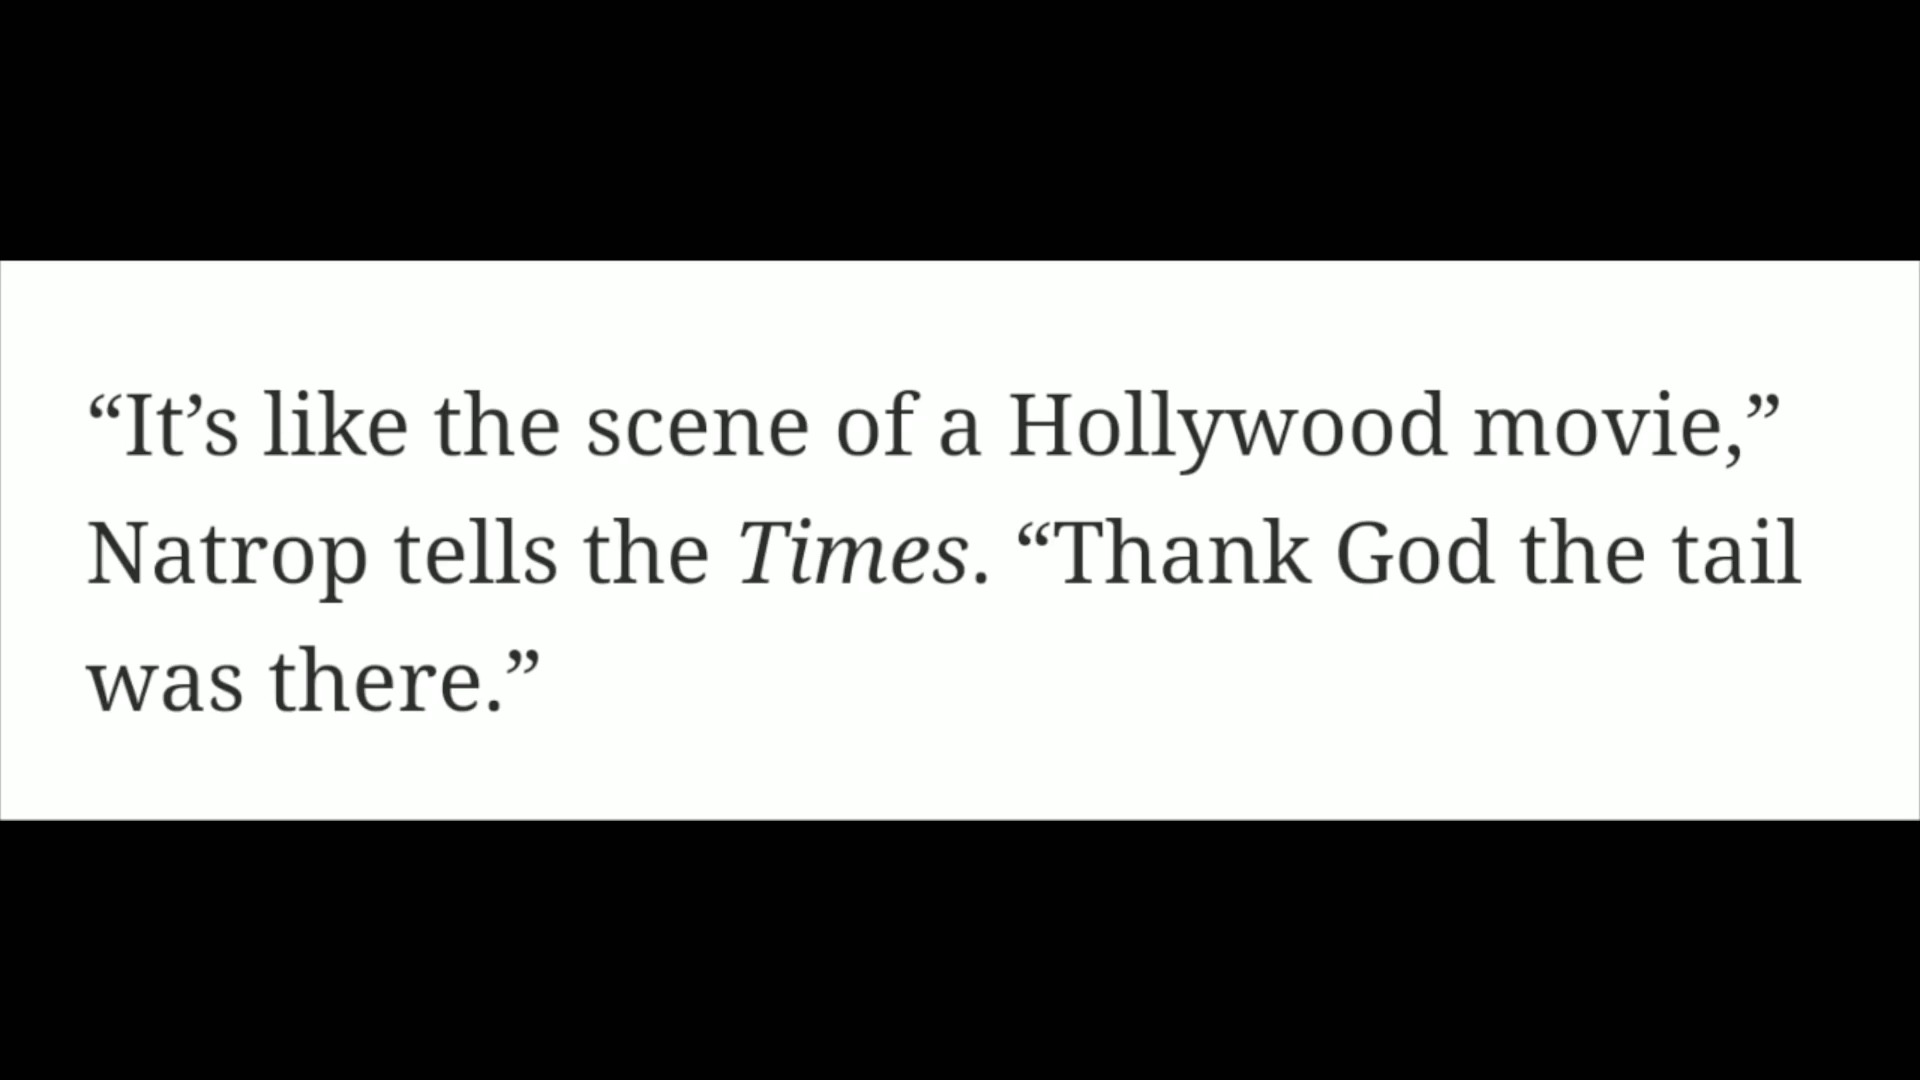 “It’s like the scene of a Hollywood movie,”
Natrop tells the Times. “Thank God the tail
was there.”